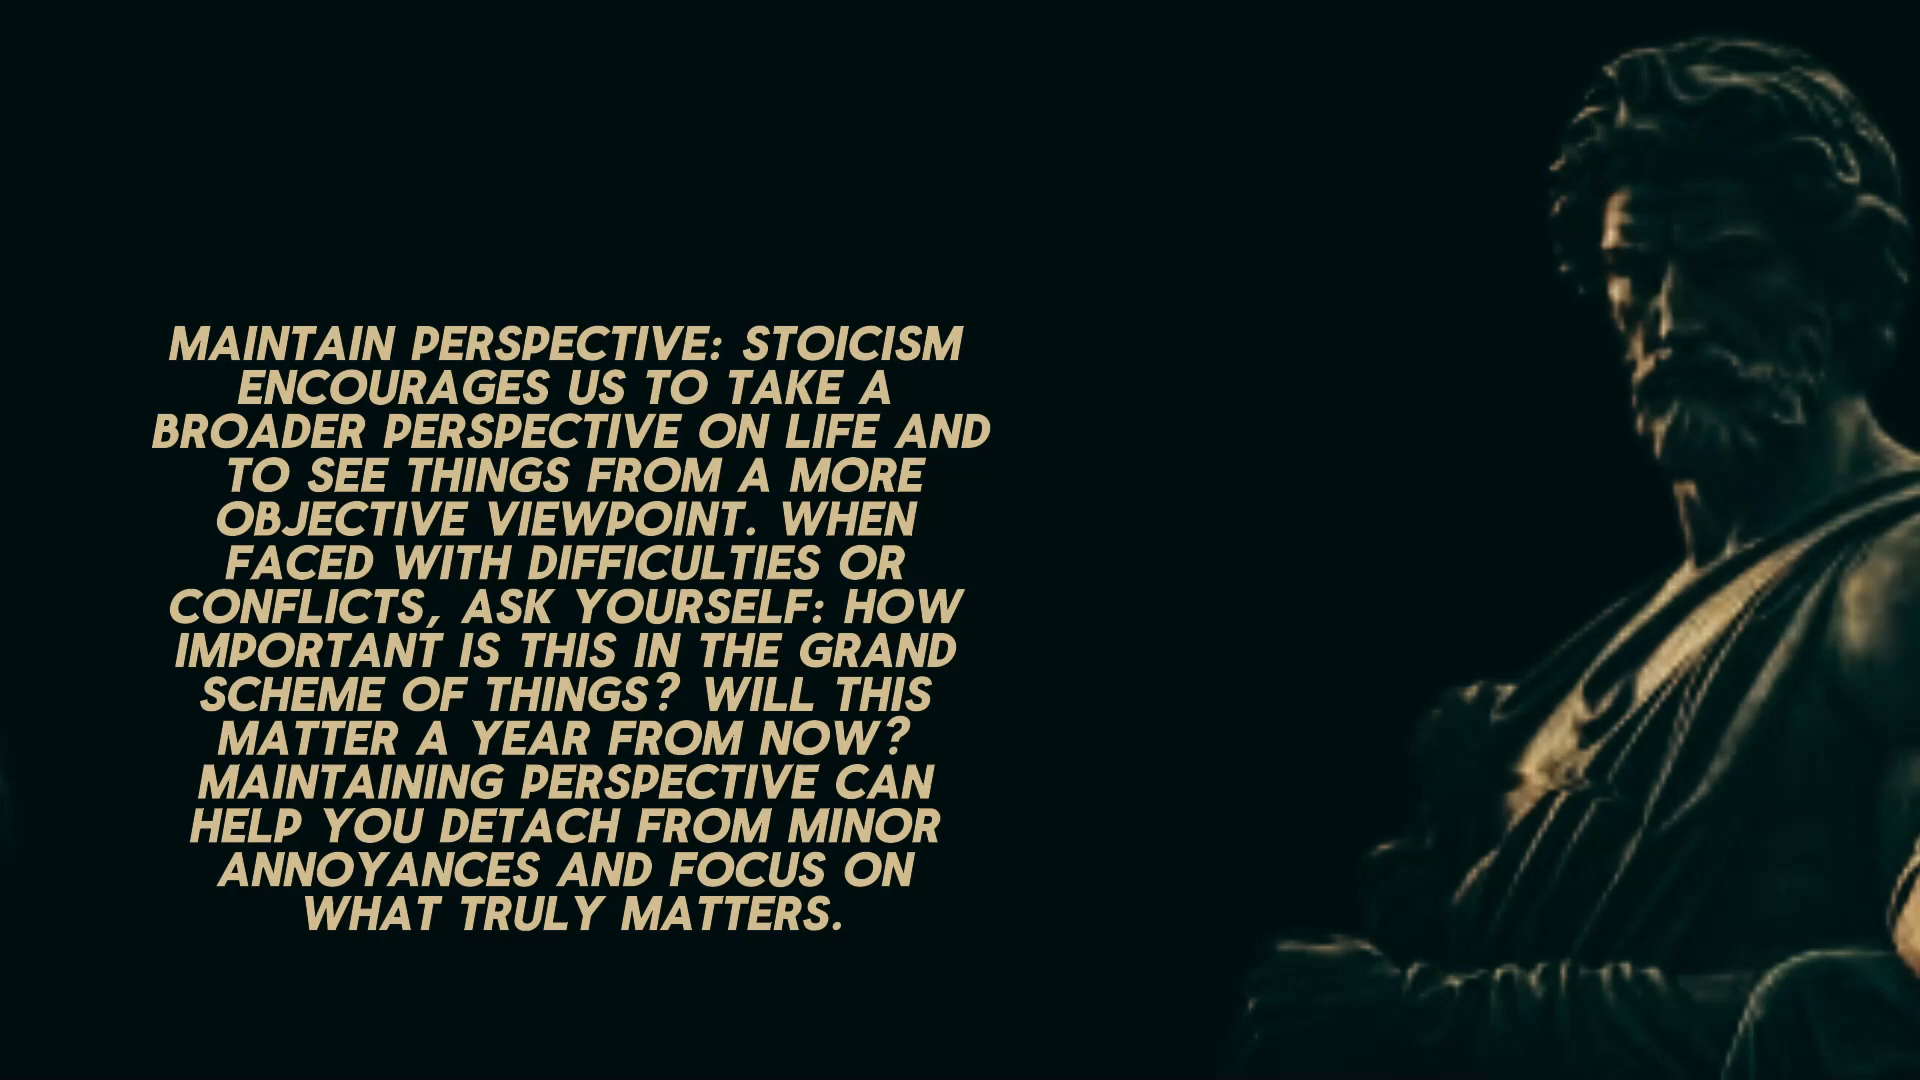 MAINTAIN PERSPECTIVE: STOICISM
ENCOURAGES US TO TAKE A
BROADER PERSPECTIVE ON LIFE AND
TO SEE THINGS FROM A MORE
OBJECTIVE VIEWPOINT. WHEN
FACED WITH DIFFICULTIES OR
CONFLICTS, ASK YOURSELF: HOW
IMPORTANT IS THIS IN THE GRAND
SCHEME OF THINGS? WILL THIS
MATTER A YEAR FROM NOW?
MAINTAINING PERSPECTIVE CAN
HELP YOU DETACH FROM MINOR
ANNOYANCES AND FOCUS ON
WHAT TRULY MATTERS.